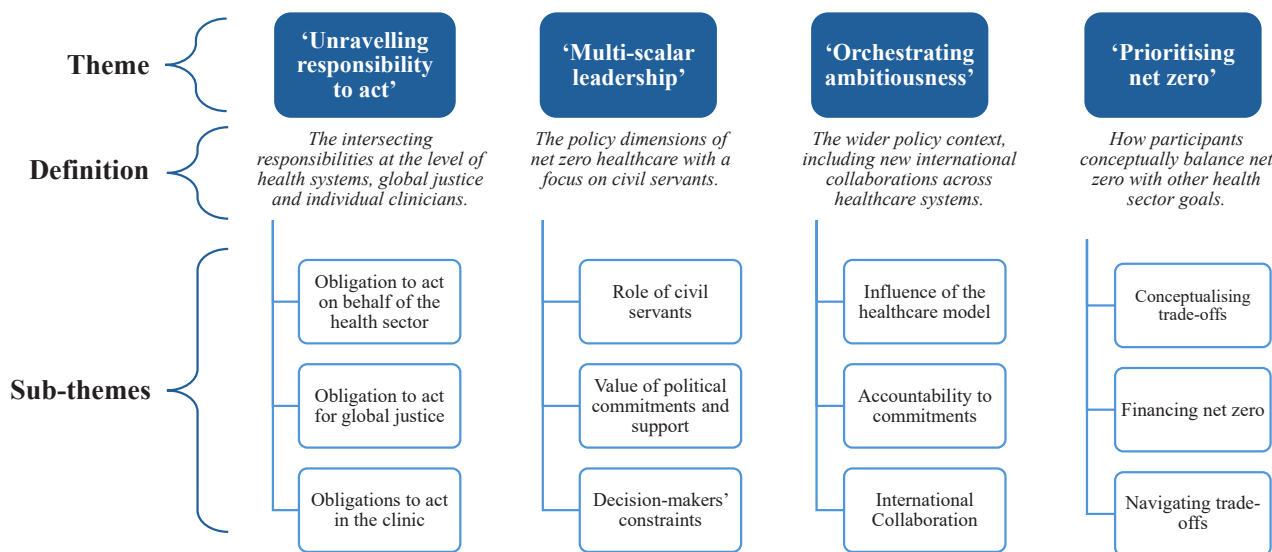 Theme
‘Unravelling
responsibility
to act’
‘Multi-scalar
leadership’
‘Orchestrating
ambitiousness’
‘Prioritising
net zero’
Definition
The intersecting
responsibilities at the level of
health systems, global justice
and individual clinicians.
The policy dimensions of
net zero healthcare with a
focus on civil servants.
The wider policy context,
including new international
collaborations across
healthcare systems.
How participants
conceptually balance net
zero with other health
sector goals.
Sub-themes
Obligation to act
on behalf of the
health sector
Obligation to act
for global justice
Obligations to act
in the clinic
Role of civil
servants
Value of political
commitments and
support
Decision-makers’
constraints
Influence of the
healthcare model
Accountability to
commitments
International
Collaboration
Conceptualising
trade-offs
Financing net zero
Navigating trade-
offs